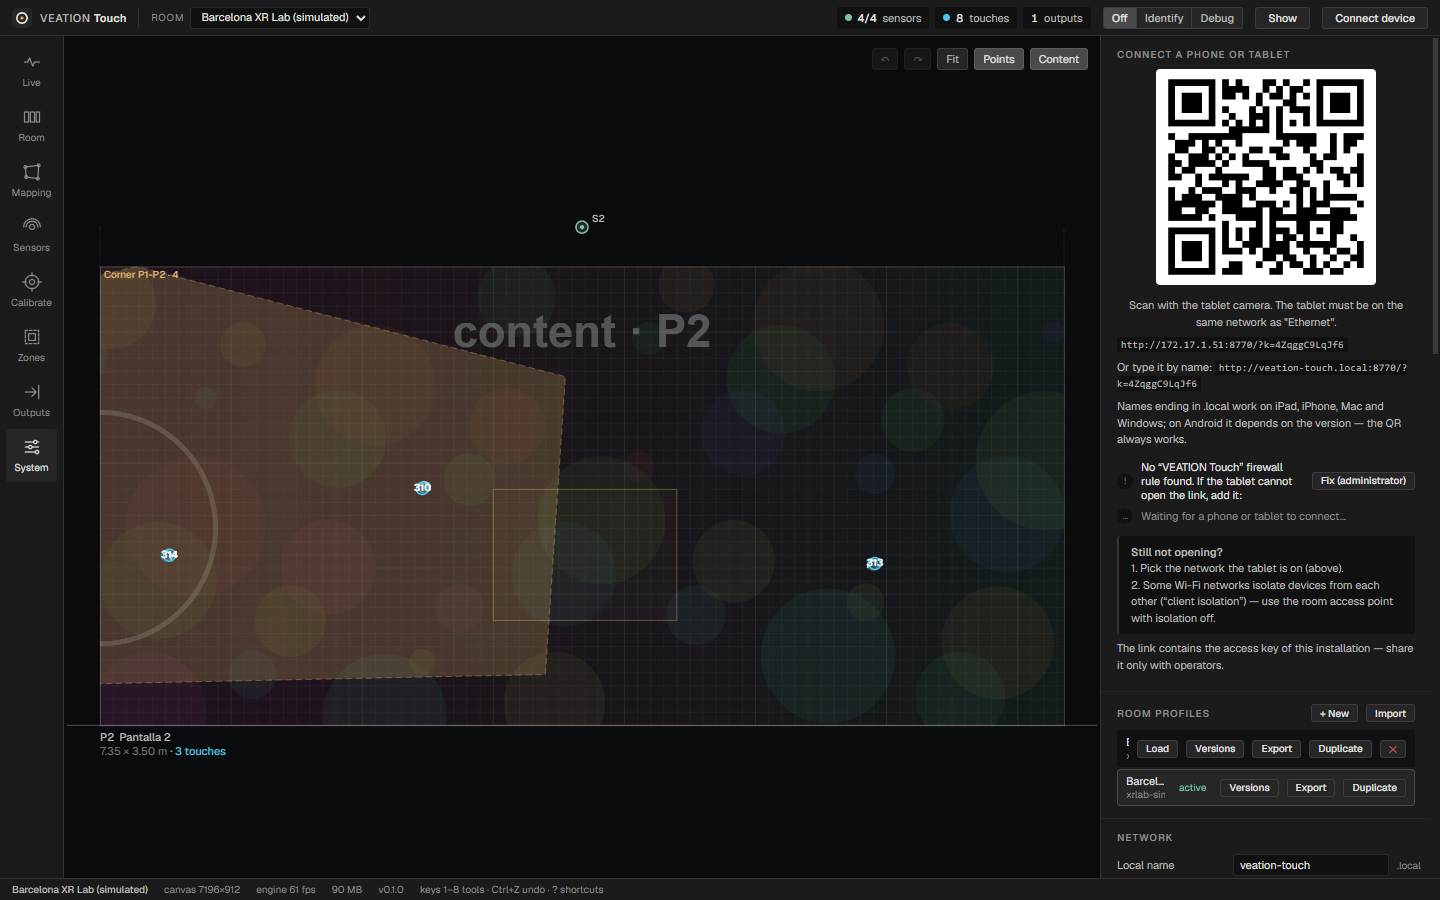 VEATION Touch
ROOM
Barcelona XR Lab (simulated)
4/4 sensors
8 touches
1 outputs
Off
Identify
Debug
Show
Connect device
Live
Room
Mapping
Sensors
Calibrate
Zones
Outputs
System
Fit
Points
Content
S2
Corner P1-P2 · 4
content · P2
310
314
313
P2 Pantalla 2
7.35 × 3.50 m · 3 touches
CONNECT A PHONE OR TABLET
Scan with the tablet camera. The tablet must be on the
same network as "Ethernet".
http://172.17.1.51:8770/?k=4ZqggC9LqJf6
Or type it by name: http://veation-touch.local:8770/?
k=4ZqggC9LqJf6
Names ending in .local work on iPad, iPhone, Mac and
Windows; on Android it depends on the version — the QR
always works.
!
No “VEATION Touch” firewall
rule found. If the tablet cannot
open the link, add it:
Fix (administrator)
…
Waiting for a phone or tablet to connect…
Still not opening?
1. Pick the network the tablet is on (above).
2. Some Wi-Fi networks isolate devices from each
other (“client isolation”) — use the room access point
with isolation off.
The link contains the access key of this installation — share
it only with operators.
ROOM PROFILES
+ New
Import
Load
Versions
Export
Duplicate
Barcel…
xrlab-sin
active
Versions
Export
Duplicate
NETWORK
Local name
veation-touch
.local
Barcelona XR Lab (simulated)
canvas 7196×912
engine 61 fps
90 MB
v0.1.0
keys 1–8 tools · Ctrl+Z undo · ? shortcuts